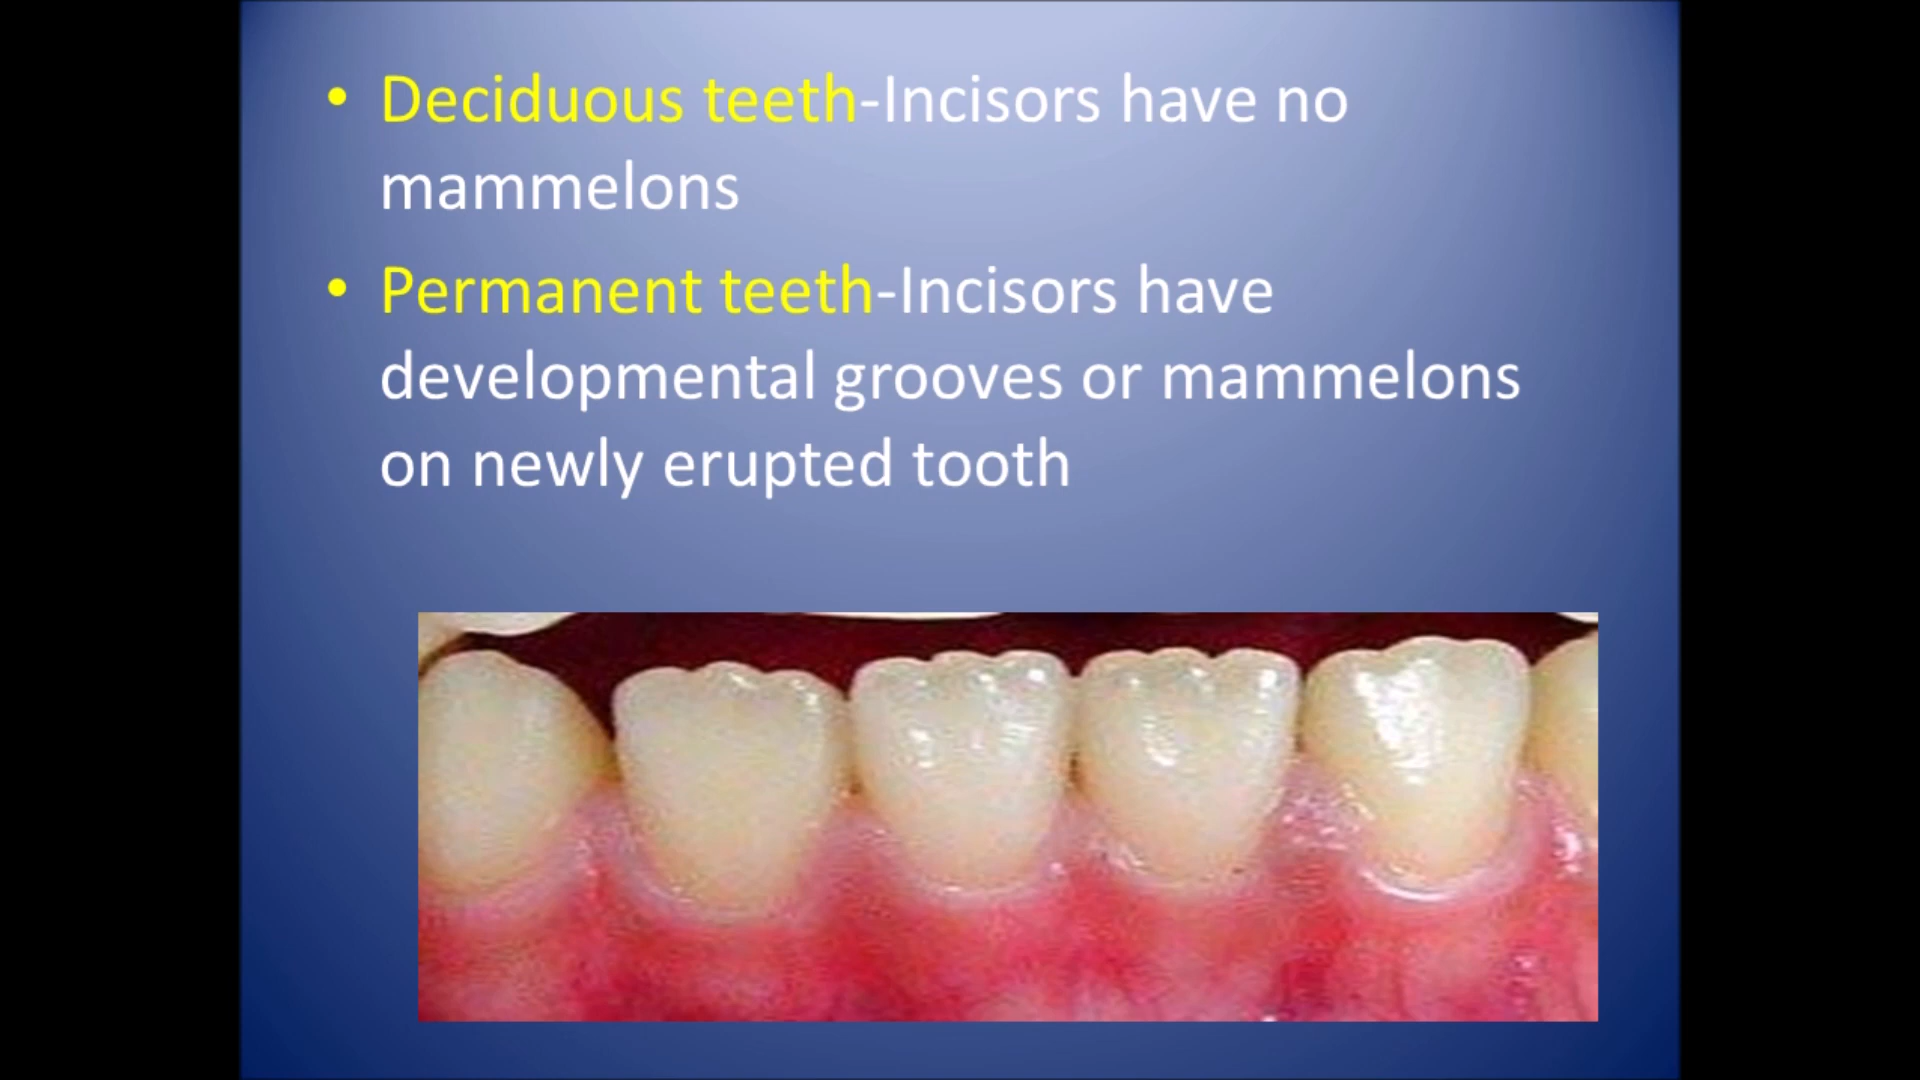 • Deciduous teeth-Incisors have no
mammelons
• Permanent teeth-Incisors have
developmental grooves or mammelons
on newly erupted tooth